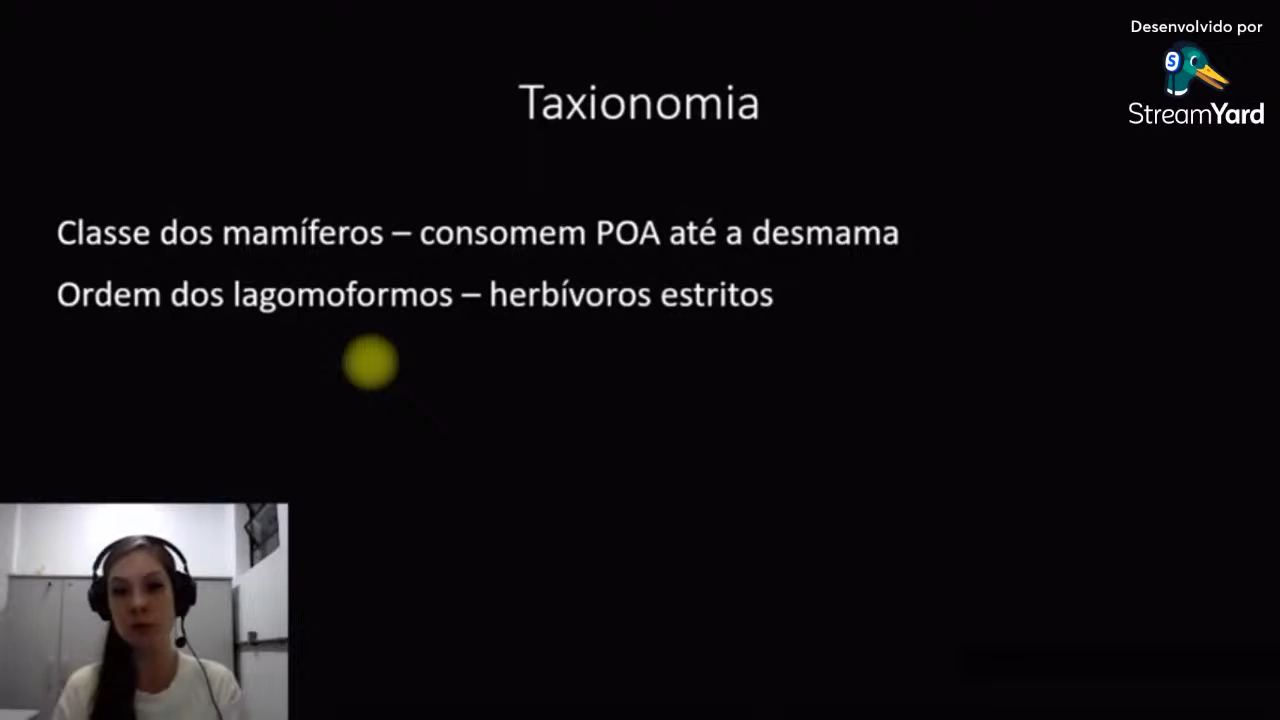 Desenvolvido por
StreamYard
Taxionomia
Classe dos mamíferos – consomem POA até a desmama
Ordem dos lagomoformos – herbívoros estritos